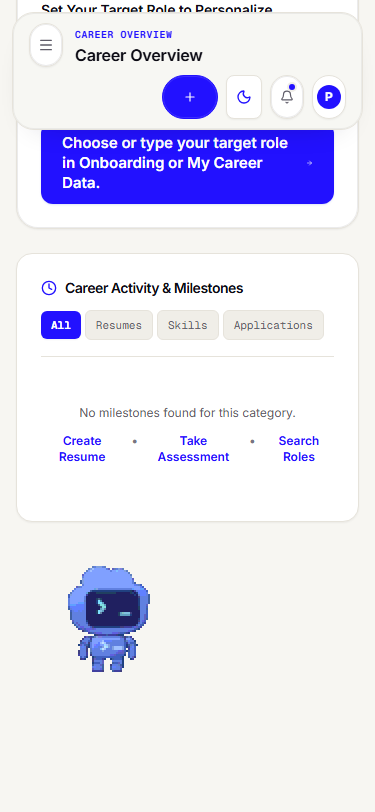 Set Your Target Role to Personalize
CAREER OVERVIEW
Career Overview
P
Choose or type your target role
in Onboarding or My Career
Data.
Career Activity & Milestones
All Resumes Skills Applications
No milestones found for this category.
Create Resume • Take Assessment • Search Roles